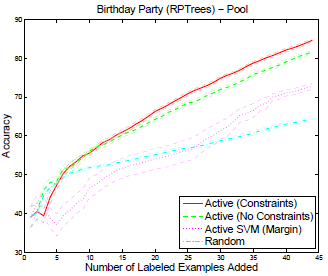 Birthday Party (RPTrees) – Pool
Accuracy
90
80
70
60
50
40
30
0 5 10 15 20 25 30 35 40 45
Number of Labeled Examples Added
Active (Constraints)
Active (No Constraints)
Active SVM (Margin)
Random